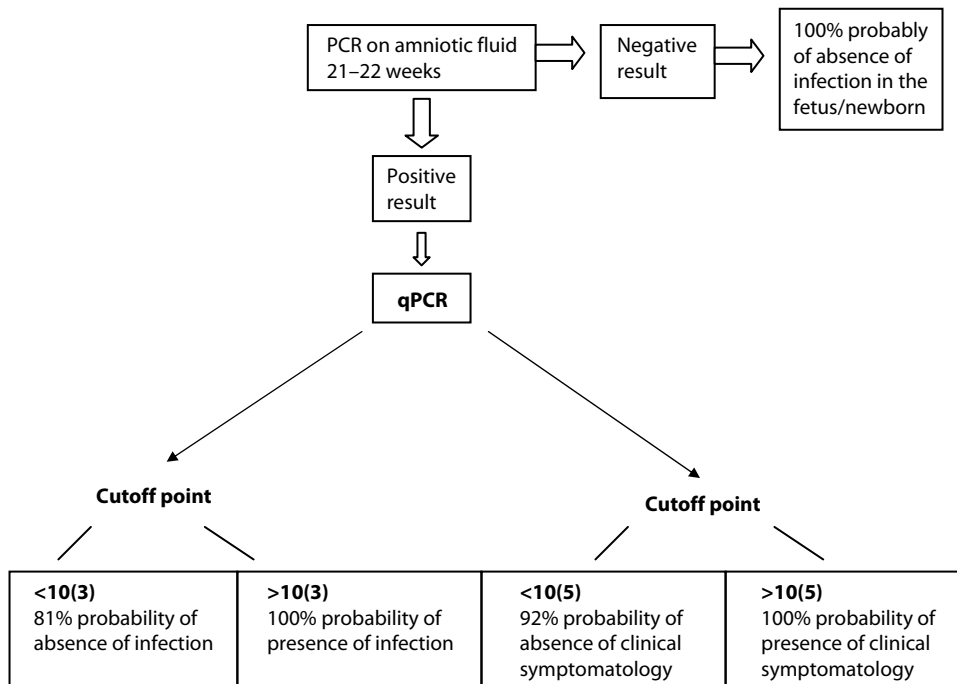 PCR on amniotic fluid
21–22 weeks
Negative
result
100% probably
of absence of
infection in the
fetus/newborn
Positive
result
qPCR
Cutoff point
Cutoff point
<10(3)
81% probability of
absence of infection
>10(3)
100% probability of
presence of infection
<10(5)
92% probability of
absence of clinical
symptomatology
>10(5)
100% probability of
presence of clinical
symptomatology